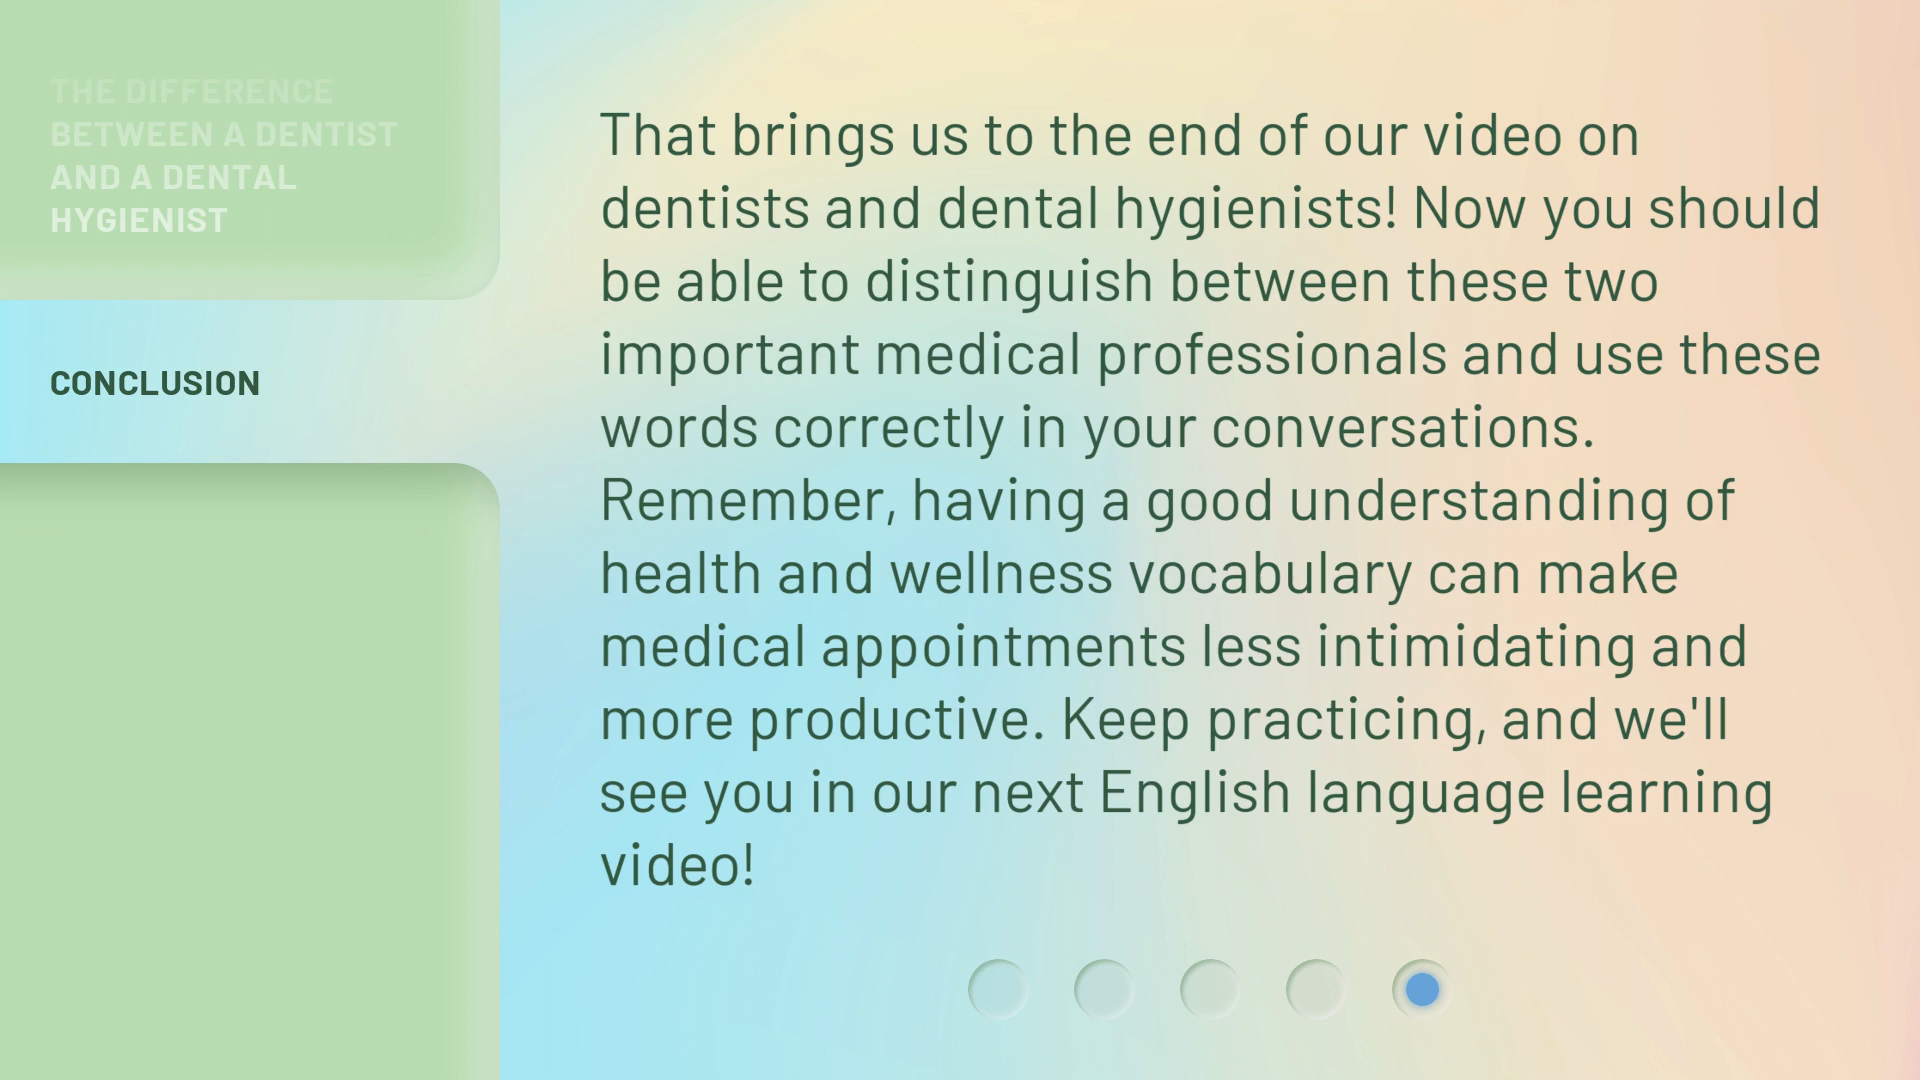 THE DIFFERENCE
BETWEEN A DENTIST
AND A DENTAL
HYGIENIST
CONCLUSION
That brings us to the end of our video on
dentists and dental hygienists! Now you should
be able to distinguish between these two
important medical professionals and use these
words correctly in your conversations.
Remember, having a good understanding of
health and wellness vocabulary can make
medical appointments less intimidating and
more productive. Keep practicing, and we'll
see you in our next English language learning
video!